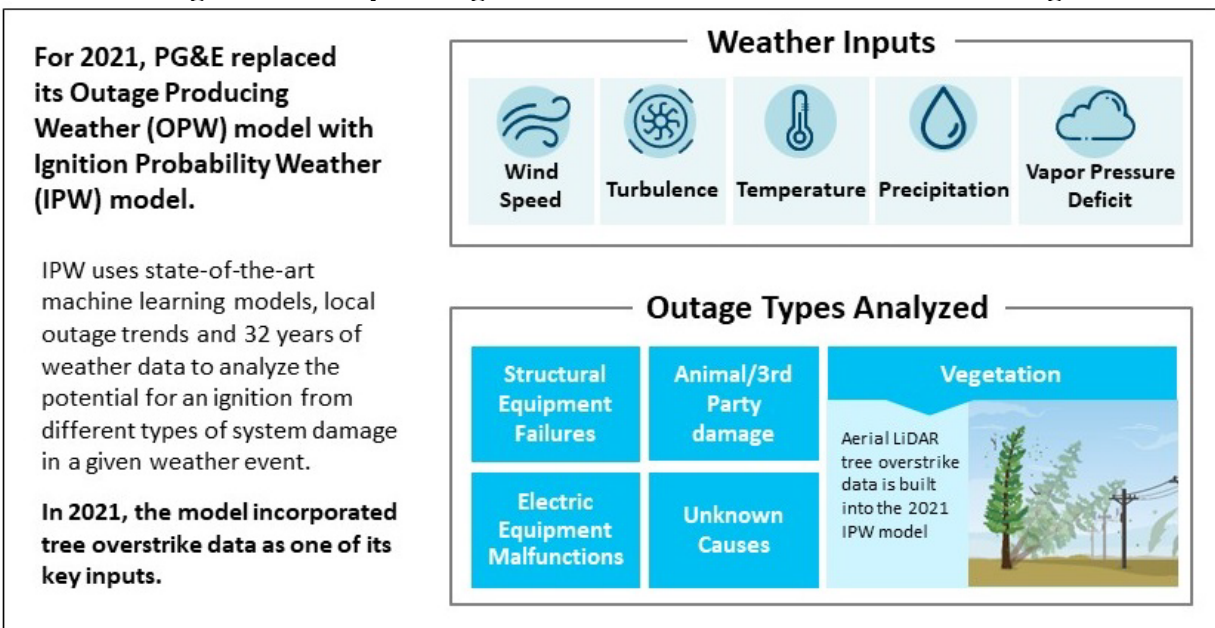 For 2021, PG&E replaced
its Outage Producing
Weather (OPW) model with
Ignition Probability Weather
(IPW) model.
IPW uses state-of-the-art
machine learning models, local
outage trends and 32 years of
weather data to analyze the
potential for an ignition from
different types of system damage
in a given weather event.
In 2021, the model incorporated
tree overstrike data as one of its
key inputs.
Weather Inputs
Wind
Speed
Turbulence
Temperature
Precipitation
Vapor Pressure
Deficit
Outage Types Analyzed
Structural
Equipment
Failures
Animal/3rd
Party
damage
Vegetation
Electric
Equipment
Malfunctions
Unknown
Causes
Aerial LiDAR
tree overstrike
data is built
into the 2021
IPW model